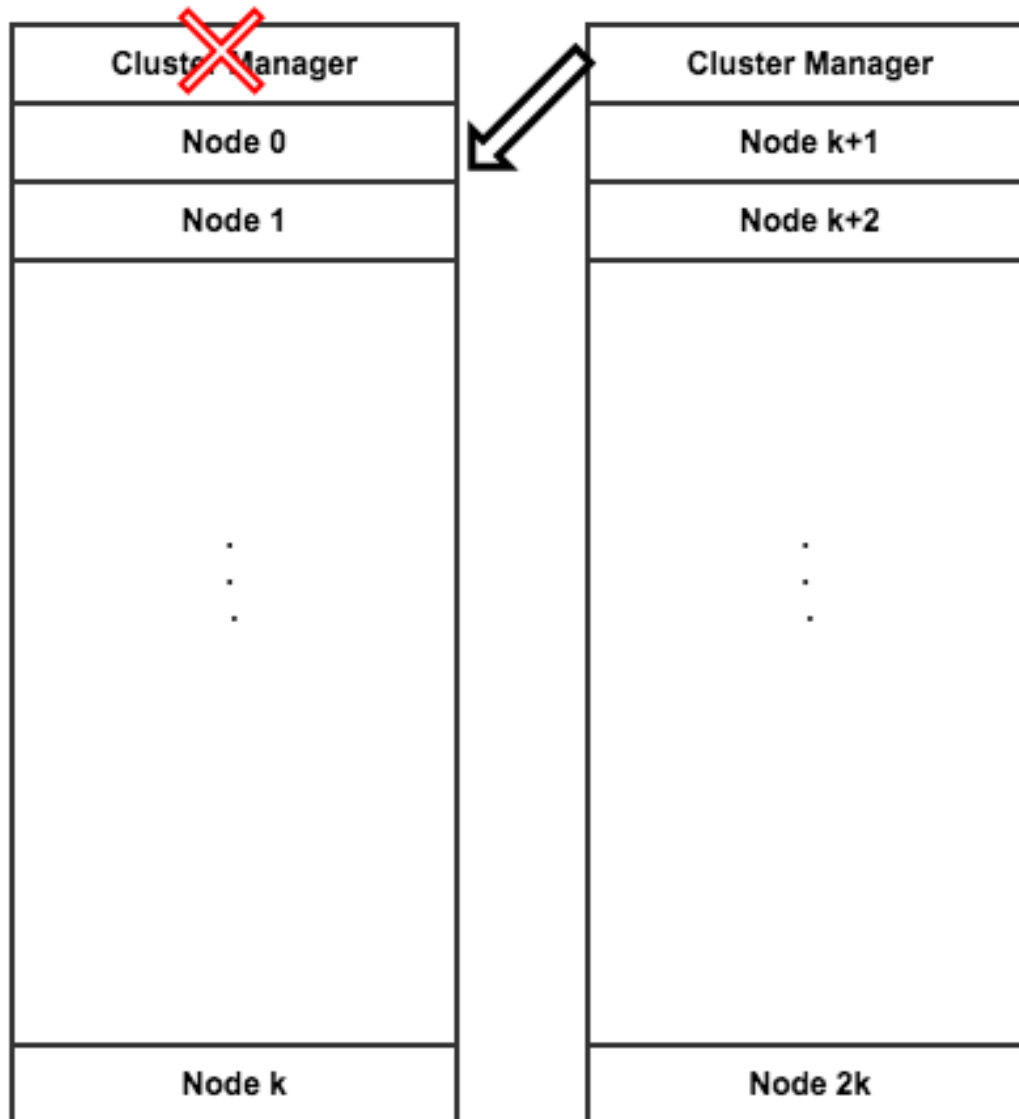 Cluster Manager
Node 0
Node 1
.
.
.
Node k
Cluster Manager
Node k+1
Node k+2
.
.
.
Node 2k